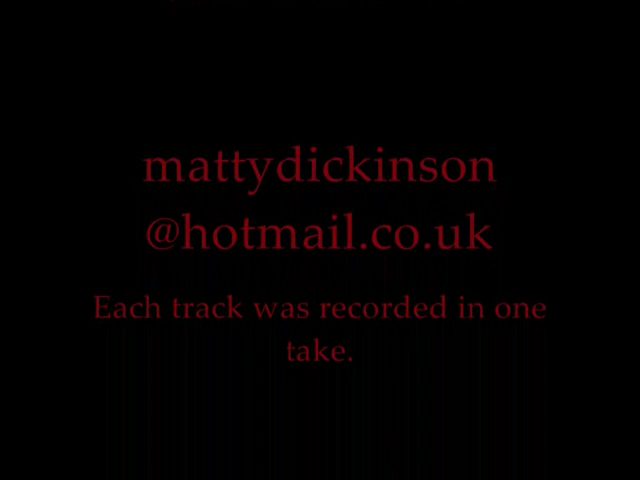 mattydickinson
@hotmail.co.uk
Each track was recorded in one
take.